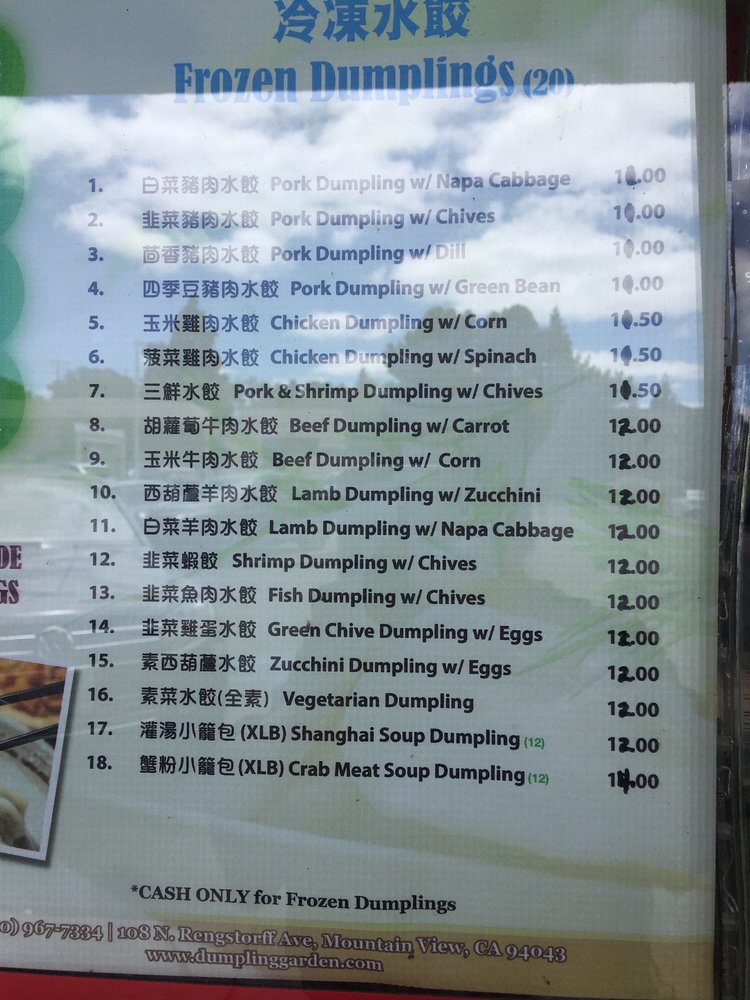 冷凍水餃
Frozen Dumplings (20)
1. 白菜豬肉水餃 Pork Dumpling w/ Napa Cabbage
2. 韭菜豬肉水餃 Pork Dumpling w/ Chives
3. 茴香豬肉水餃 Pork Dumpling w/ Dill
4. 四季豆豬肉水餃 Pork Dumpling w/ Green Bean
5. 玉米雞肉水餃 Chicken Dumpling w/ Corn
6. 菠菜雞肉水餃 Chicken Dumpling w/ Spinach
7. 三鮮水餃 Pork & Shrimp Dumpling w/ Chives
8. 胡蘿蔔牛肉水餃 Beef Dumpling w/ Carrot 12.00
9. 玉米牛肉水餃 Beef Dumpling w/ Corn 12.00
10. 西葫蘆羊肉水餃 Lamb Dumpling w/ Zucchini 12.00
11. 白菜羊肉水餃 Lamb Dumpling w/ Napa Cabbage 12.00
12. 韭菜蝦餃 Shrimp Dumpling w/ Chives 12.00
13. 韭菜魚肉水餃 Fish Dumpling w/ Chives 12.00
14. 韭菜雞蛋水餃 Green Chive Dumpling w/ Eggs 12.00
15. 素西葫蘆水餃 Zucchini Dumpling w/ Eggs 12.00
16. 素菜水餃(全素) Vegetarian Dumpling 12.00
17. 灌湯小籠包 (XLB) Shanghai Soup Dumpling (12) 12.00
18. 蟹粉小籠包 (XLB) Crab Meat Soup Dumpling (12) 14.00
DE
GS
*CASH ONLY for Frozen Dumplings
0) 967-7334 | 108 N. Rengstorff Ave, Mountain View, CA 94043
www.dumplinggarden.com